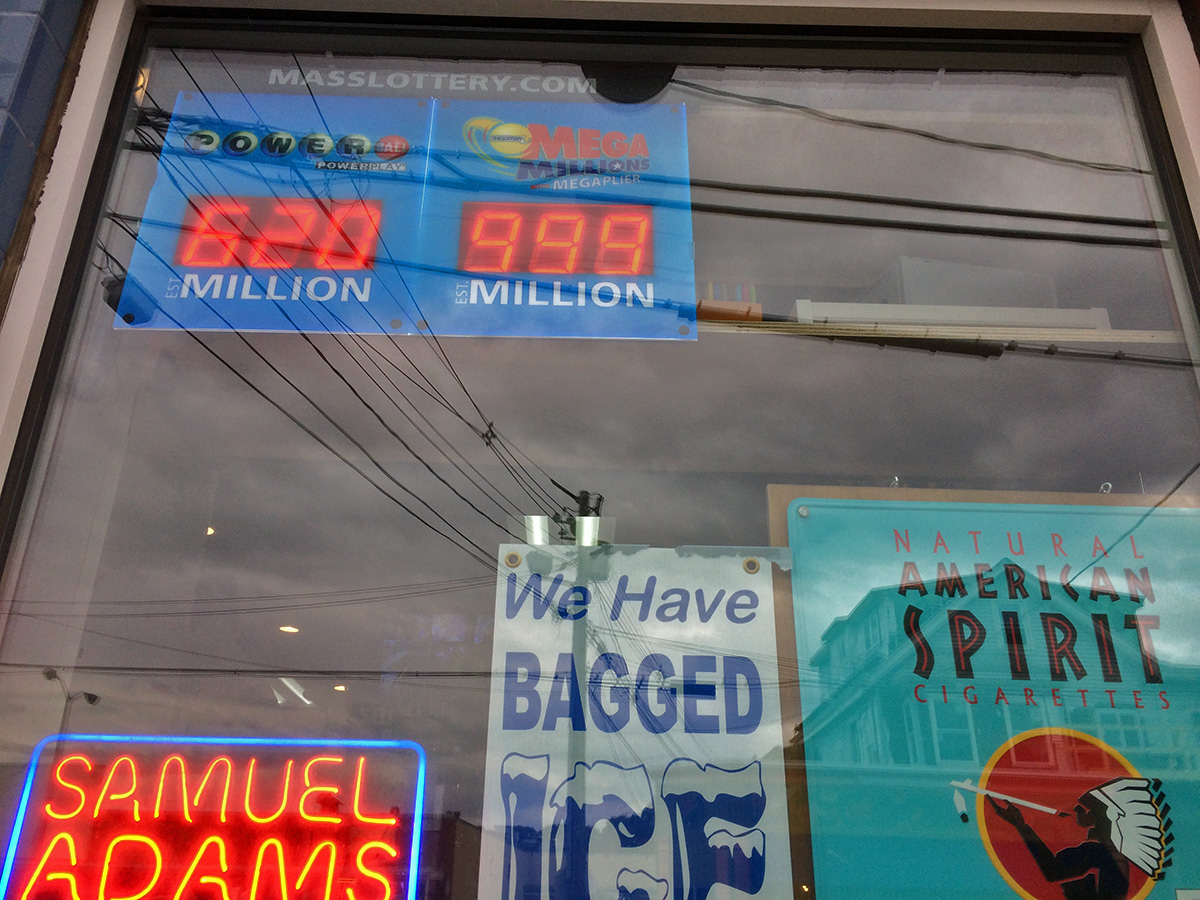 MASSLOTTERY.COM
POWERBALL
POWERPLAY
620
EST. MILLION
MEGA
MILLIONS
MEGAPLIER
999
EST. MILLION
We Have
BAGGED
ICE
NATURAL
AMERICAN
SPIRIT
CIGARETTES
SAMUEL
ADAMS